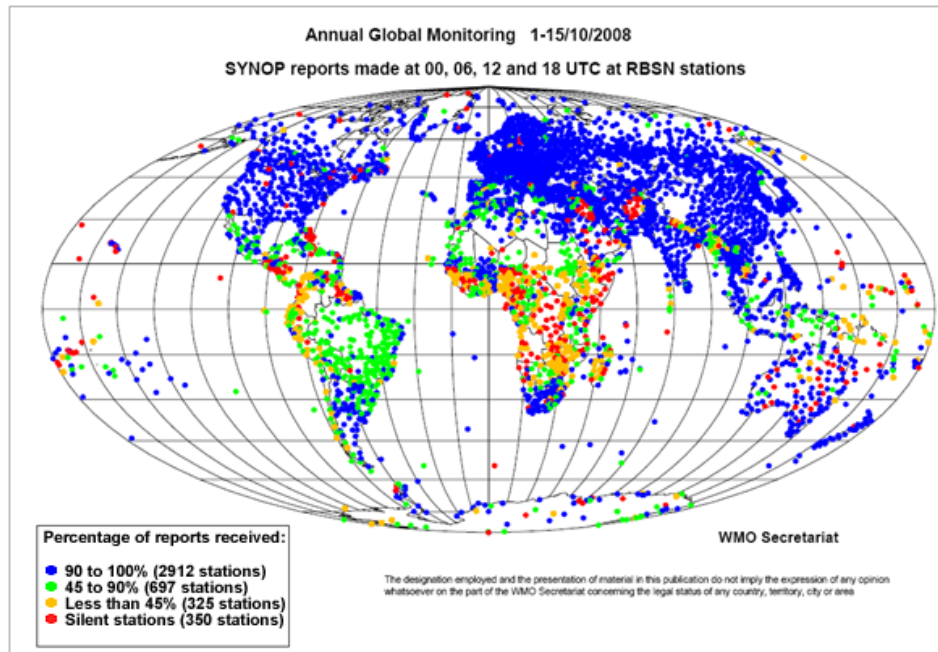 Annual Global Monitoring 1-15/10/2008
SYNOP reports made at 00, 06, 12 and 18 UTC at RBSN stations
Percentage of reports received:
90 to 100% (2912 stations)
45 to 90% (697 stations)
Less than 45% (325 stations)
Silent stations (350 stations)
WMO Secretariat
The designation employed and the presentation of material in this publication do not imply the expression of any opinion
whatsoever on the part of the WMO Secretariat concerning the legal status of any country, territory, city or area